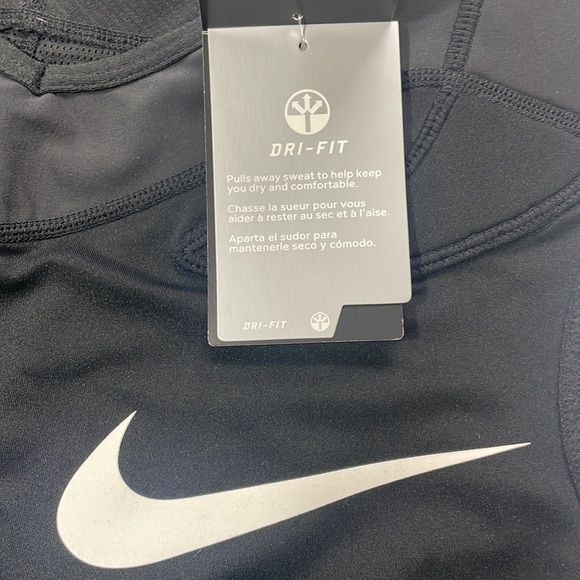 DRI-FIT
Pulls away sweat to help keep
you dry and comfortable.
Chasse la sueur pour vous
aider à rester au sec et à l'aise.
Aparta el sudor para
mantenerle seco y cómodo.
DRI-FIT